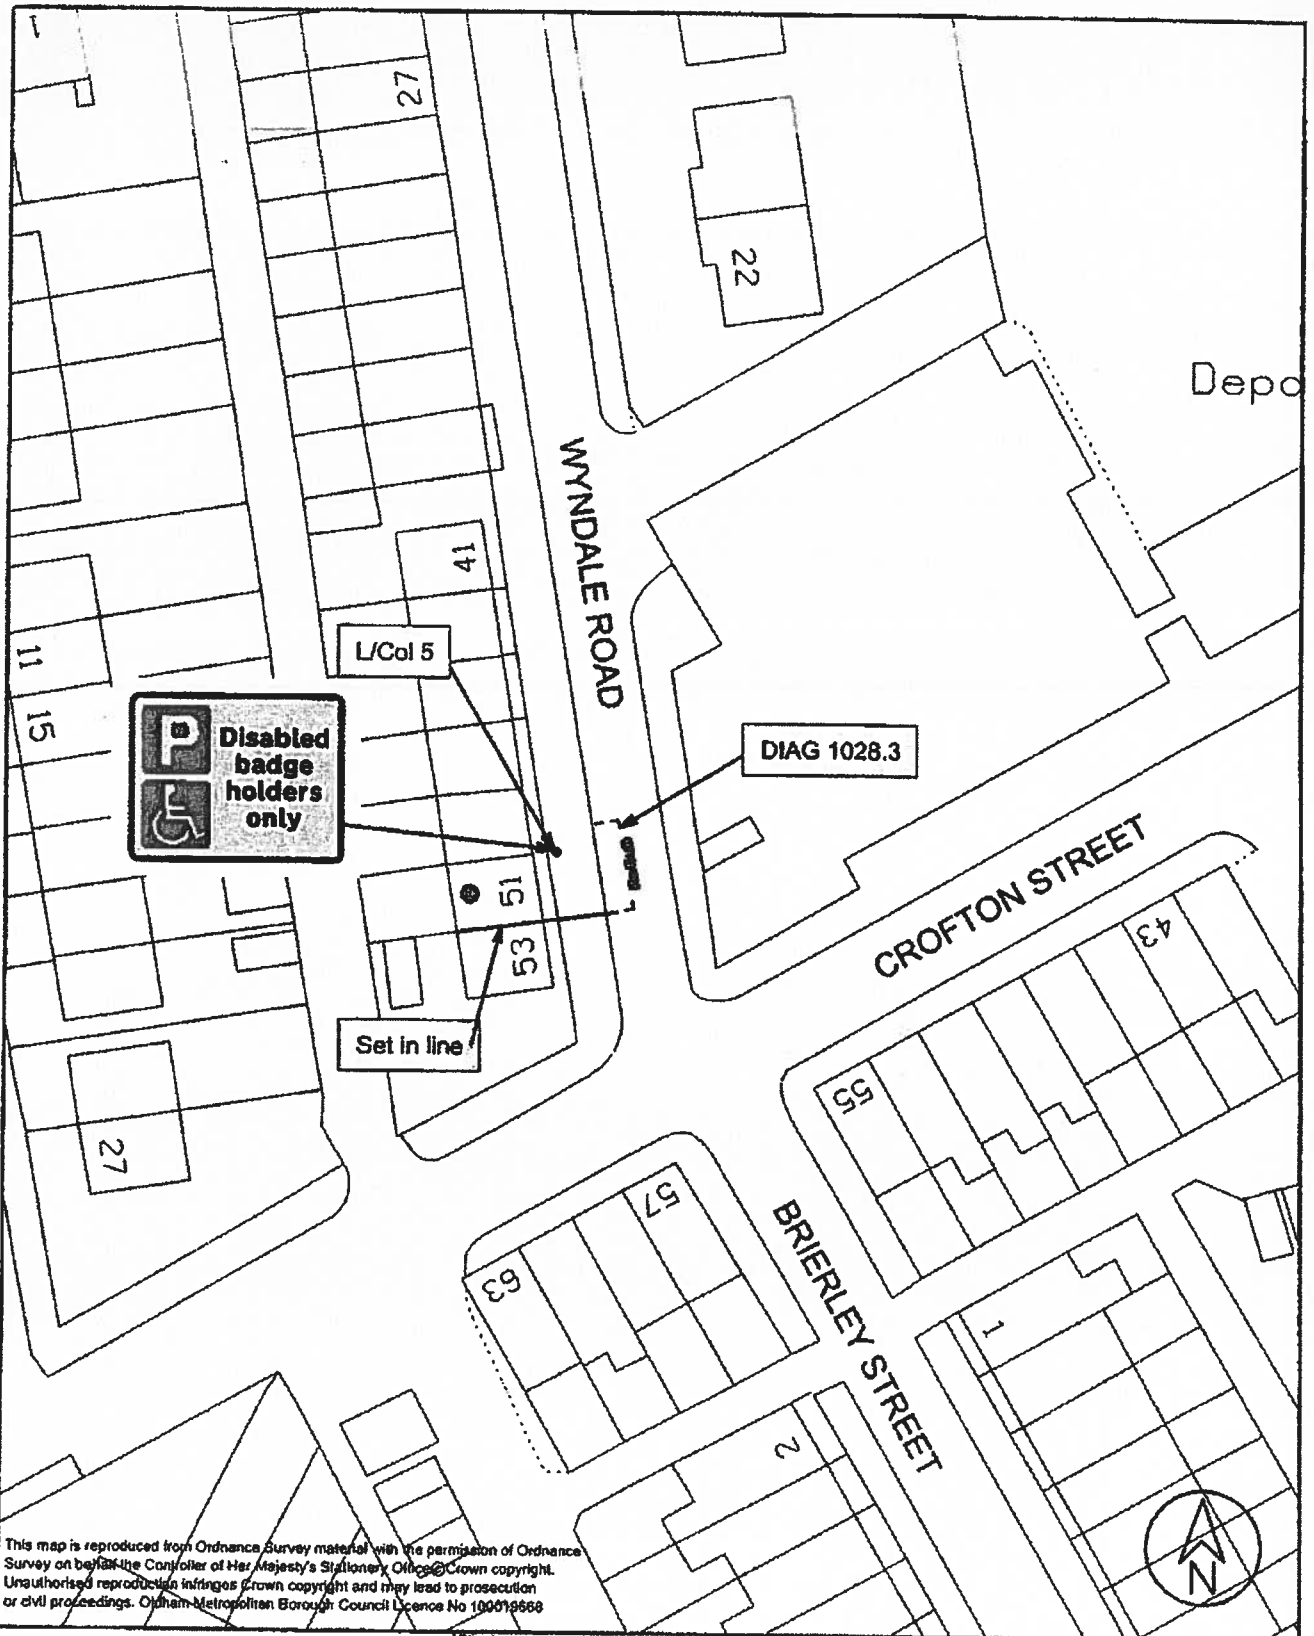 1
27
22
Depo
WYNDALE ROAD
41
L/Col 5
11
15
P
Disabled
badge
holders
only
DIAG 1028.3
51
53
CROFTON STREET
43
Set in line
55
27
57
63
BRIERLEY STREET
1
2
N
This map is reproduced from Ordnance Survey material with the permission of Ordnance
Survey on behalf the Controller of Her Majesty's Stationery Office©Crown copyright.
Unauthorised reproduction infringes Crown copyright and may lead to prosecution
or civil proceedings. Oldham Metropolitan Borough Council Licence No 100019668